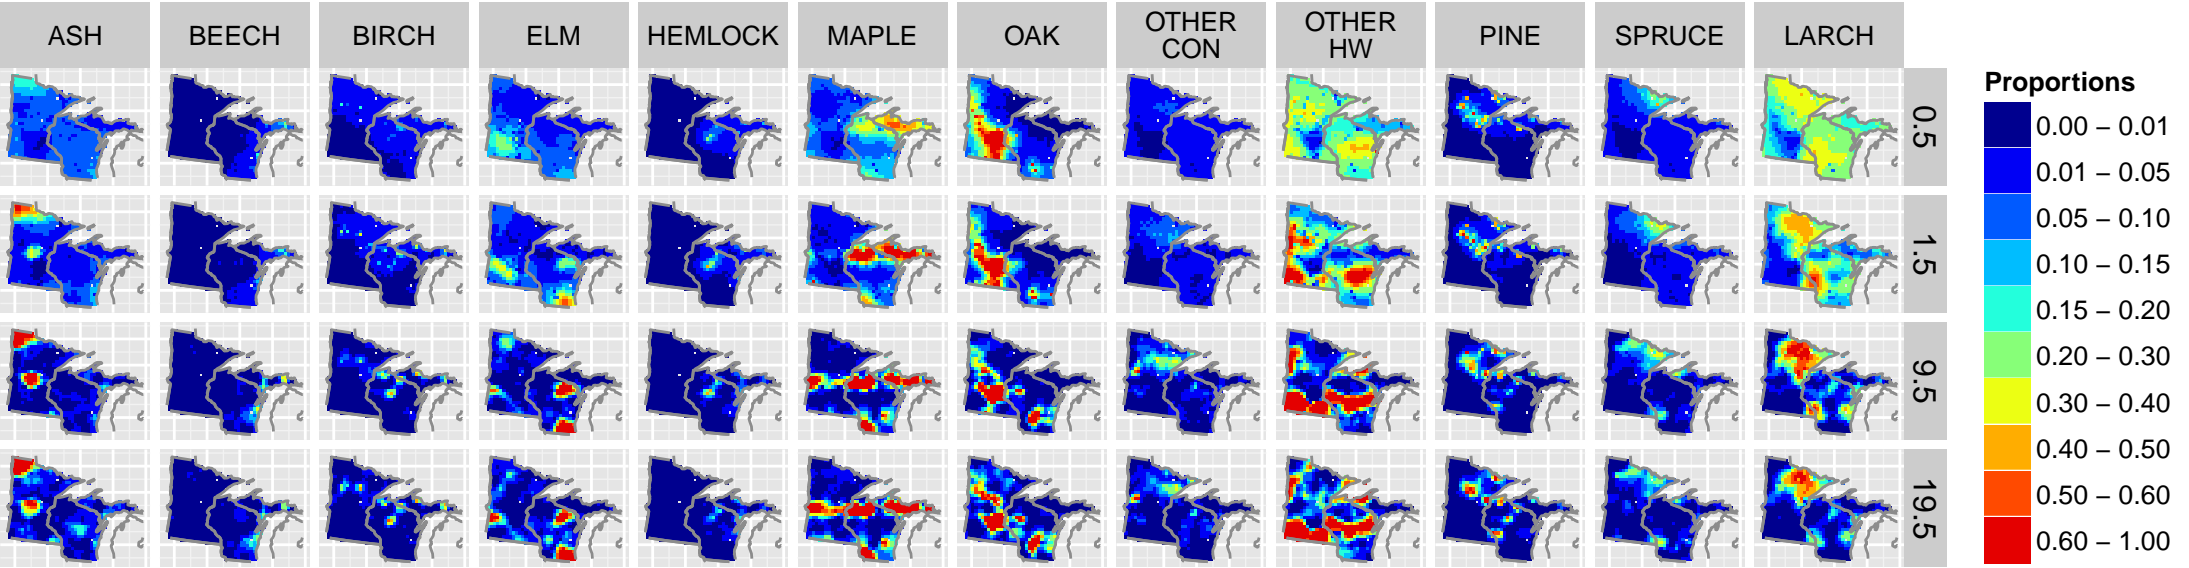 ASH
BEECH
BIRCH
ELM
HEMLOCK
MAPLE
OAK
OTHER
CON
OTHER
HW
PINE
SPRUCE
LARCH
0.5
1.5
9.5
19.5
Proportions
0.00 – 0.01
0.01 – 0.05
0.05 – 0.10
0.10 – 0.15
0.15 – 0.20
0.20 – 0.30
0.30 – 0.40
0.40 – 0.50
0.50 – 0.60
0.60 – 1.00